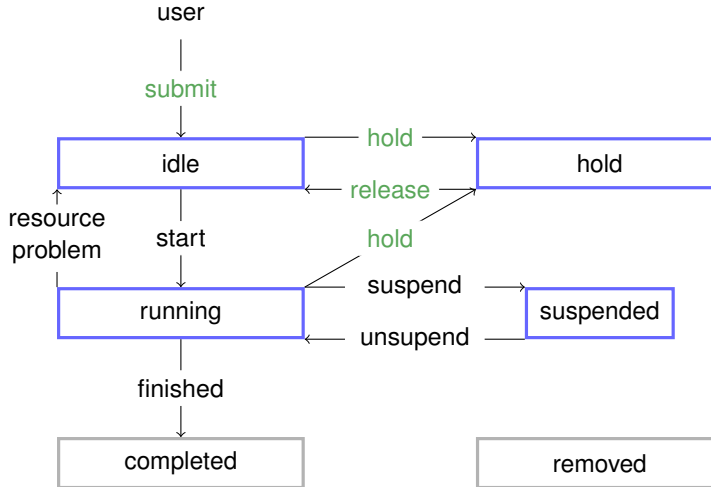 user
submit
idle
hold
hold
release
resource
problem
start
hold
running
suspend
suspended
unsupend
finished
completed
removed